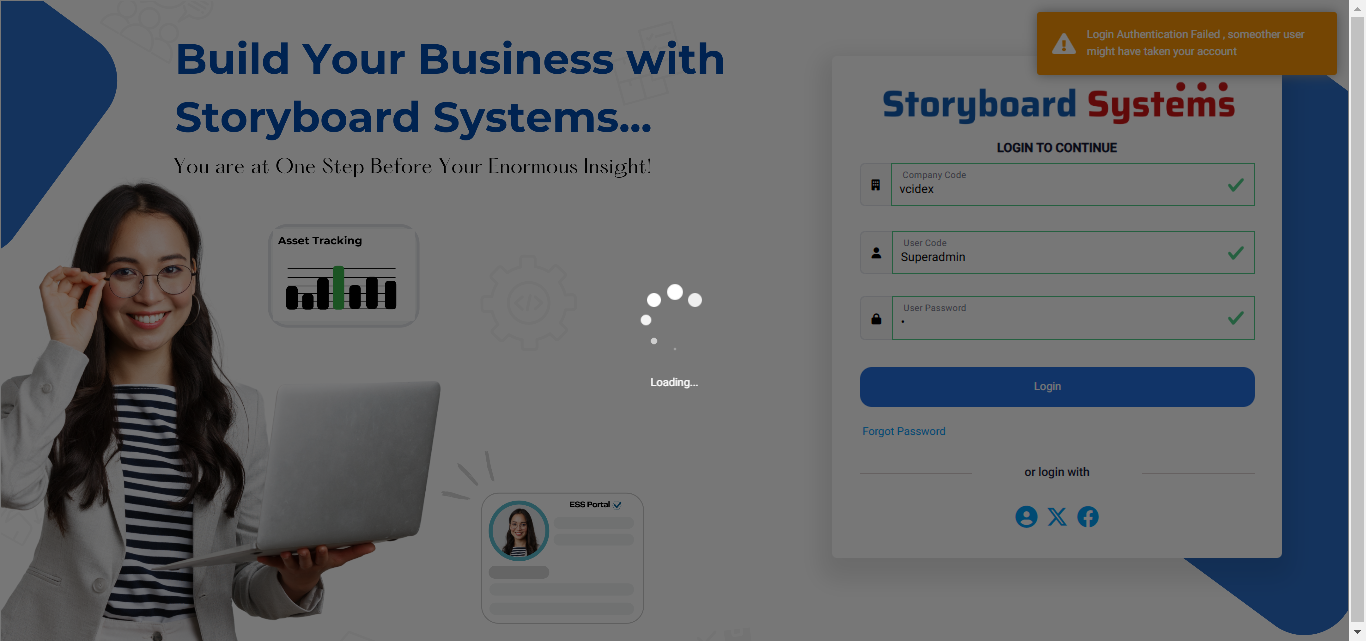 Build Your Business with
Storyboard Systems...
You are at One Step Before Your Enormous Insight!
Asset Tracking
Loading...
ESS Portal
Login Authentication Failed , someother user
might have taken your account
Storyboard Systems
LOGIN TO CONTINUE
Company Code
vcidex
User Code
Superadmin
User Password
Login
Forgot Password
or login with